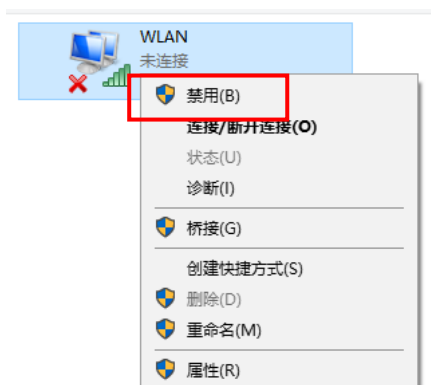 WLAN
未连接
禁用(B)
连接/断开连接(O)
状态(U)
诊断(I)
桥接(G)
创建快捷方式(S)
删除(D)
重命名(M)
属性(R)